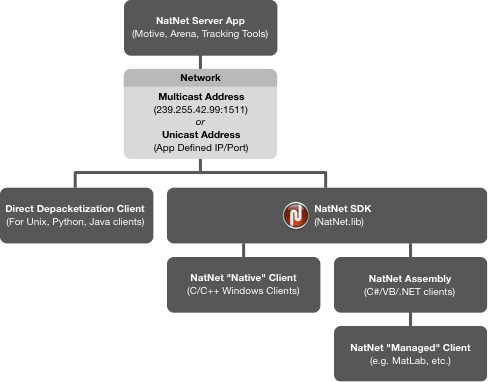 NatNet Server App
(Motive, Arena, Tracking Tools)
Network
Multicast Address
(239.255.42.99:1511)
or
Unicast Address
(App Defined IP/Port)
Direct Depacketization Client
(For Unix, Python, Java clients)
NatNet SDK
(NatNet.lib)
NatNet "Native" Client
(C/C++ Windows Clients)
NatNet Assembly
(C#/VB/.NET clients)
NatNet "Managed" Client
(e.g. MatLab, etc.)